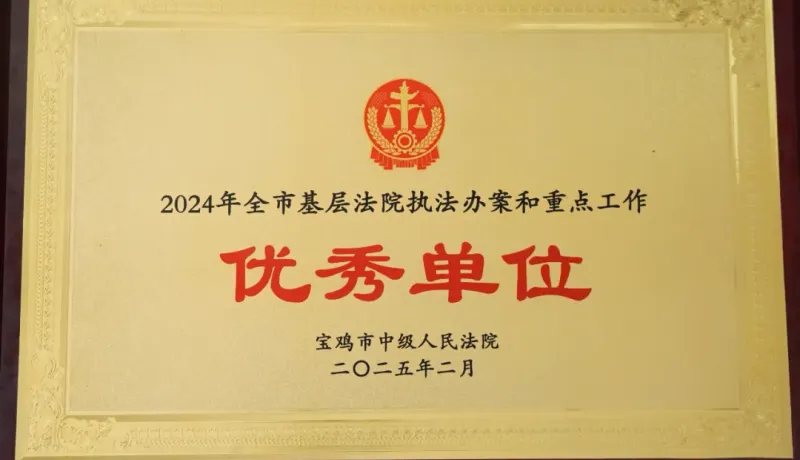 2024年全市基层法院执法办案和重点工作
优秀单位
宝鸡市中级人民法院
二〇二五年二月